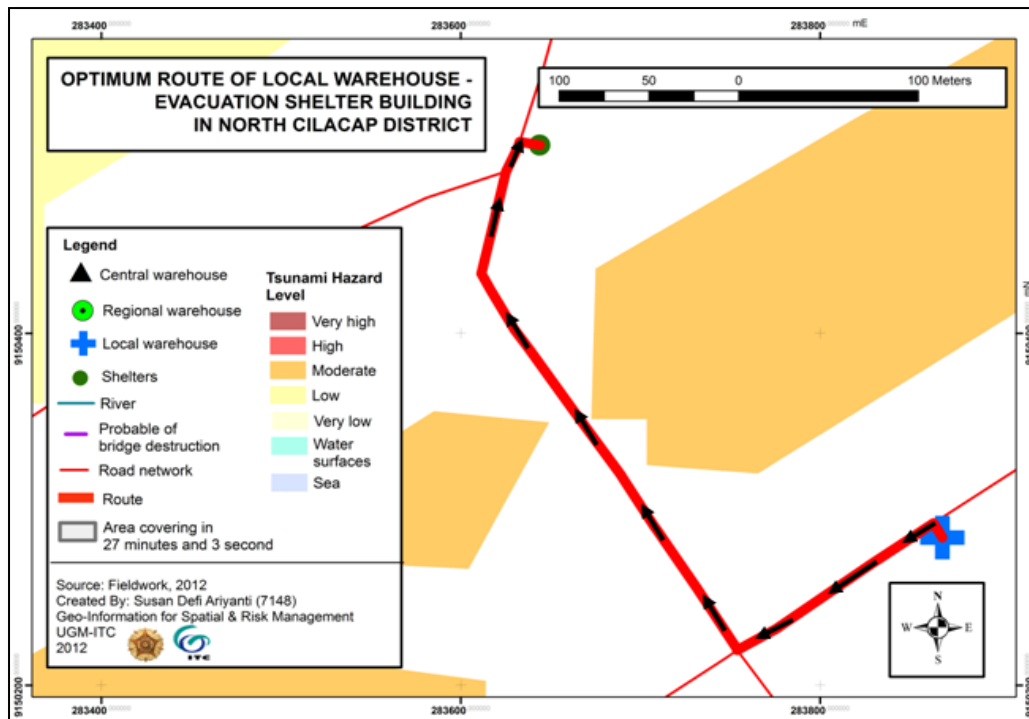 283400 283600 283800 mE
OPTIMUM ROUTE OF LOCAL WAREHOUSE -
EVACUATION SHELTER BUILDING
IN NORTH CILACAP DISTRICT
100 50 0 100 Meters
Legend
Central warehouse
Regional warehouse
Local warehouse
Shelters
River
Probable of
bridge destruction
Road network
Route
Area covering in
27 minutes and 3 second
Tsunami Hazard
Level
Very high
High
Moderate
Low
Very low
Water
surfaces
Sea
Source: Fieldwork, 2012
Created By: Susan Defi Ariyanti (7148)
Geo-Information for Spatial & Risk Management
UGM-ITC
2012
ITC
N
W E
S
9150400
9150200
mN
9150400
9150200
283400 283600 283800